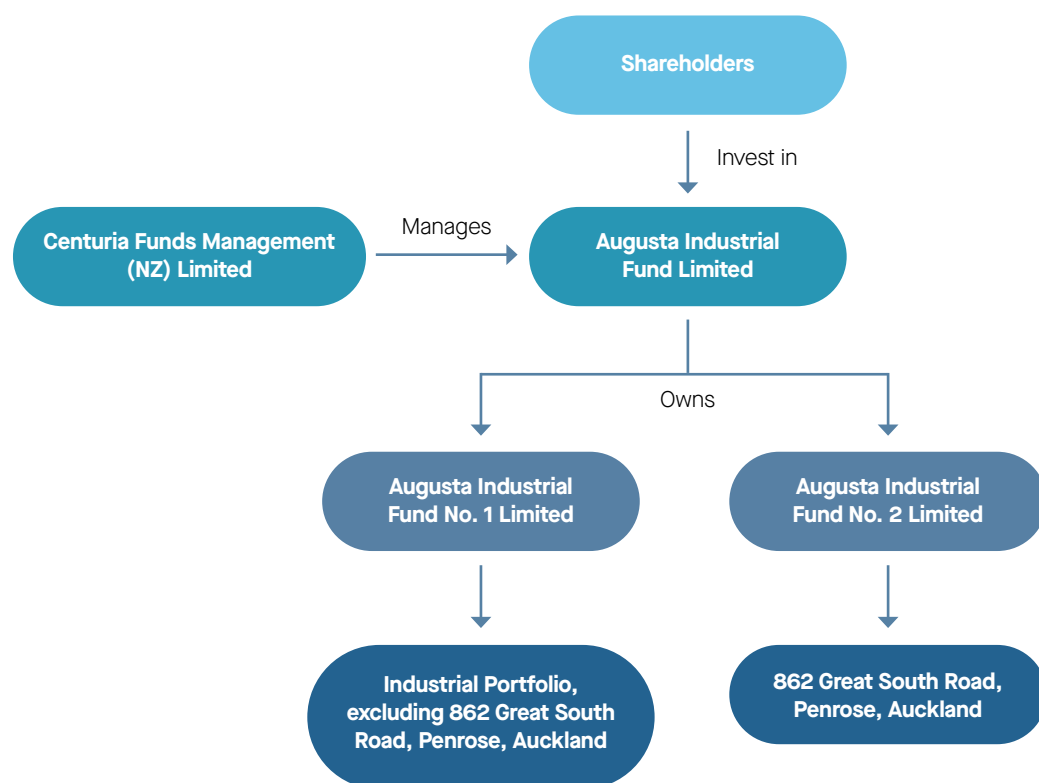 Shareholders
Invest in
Centuria Funds Management
(NZ) Limited
Manages
Augusta Industrial
Fund Limited
Owns
Augusta Industrial
Fund No. 1 Limited
Augusta Industrial
Fund No. 2 Limited
Industrial Portfolio,
excluding 862 Great South
Road, Penrose, Auckland
862 Great South Road,
Penrose, Auckland